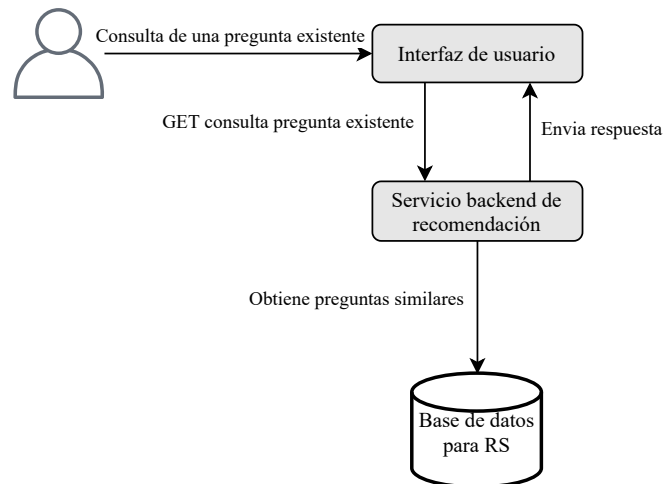 Consulta de una pregunta existente
Interfaz de usuario
GET consulta pregunta existente
Envia respuesta
Servicio backend de
recomendación
Obtiene preguntas similares
Base de datos
para RS